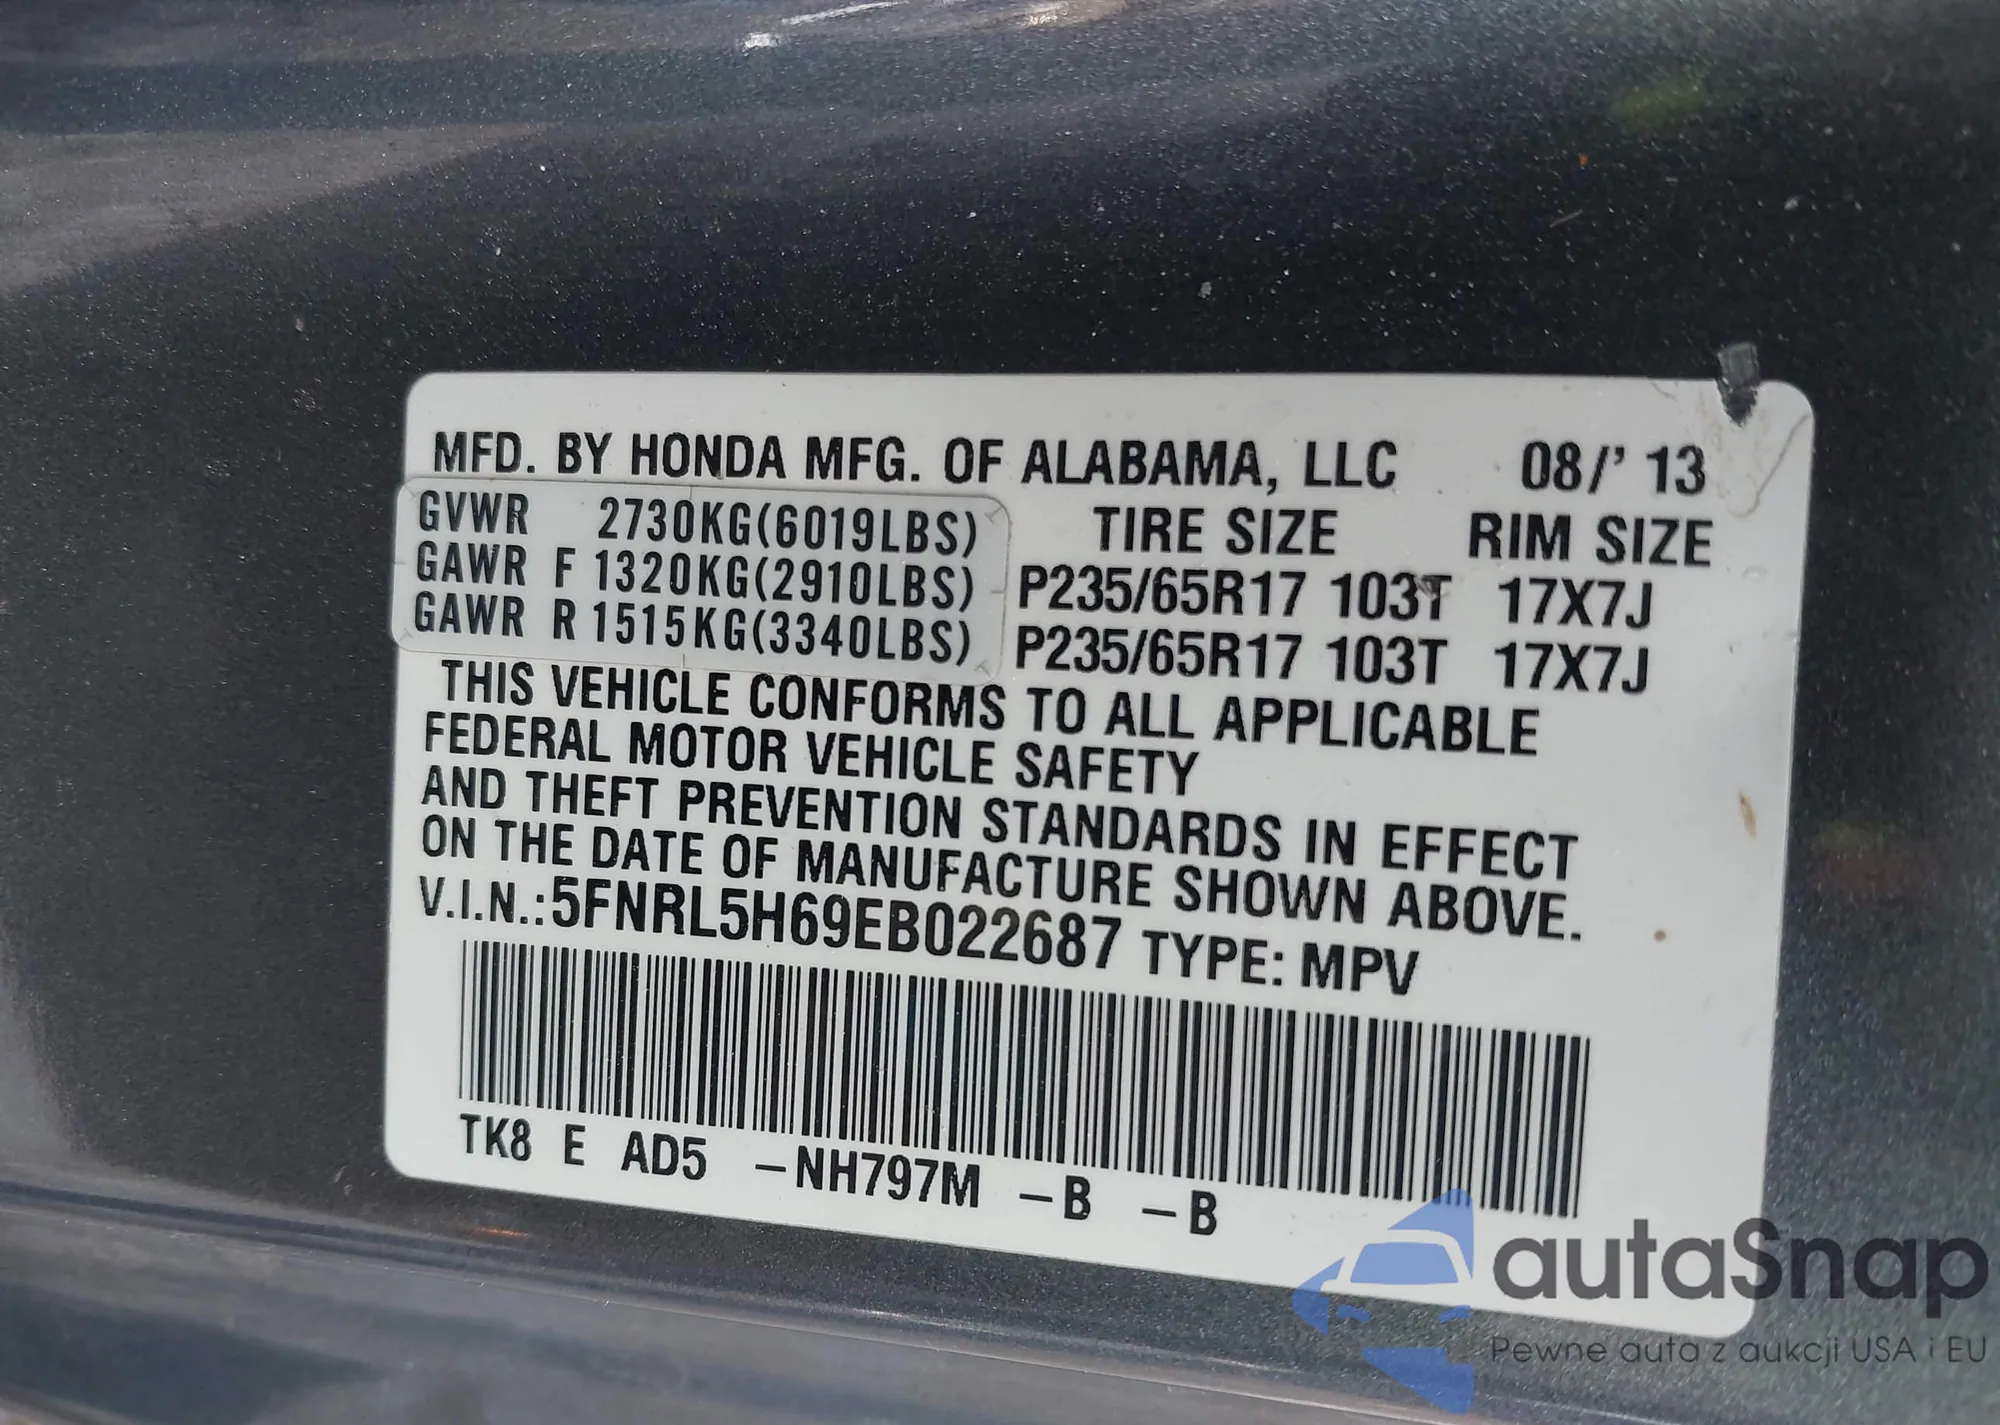 MFD. BY HONDA MFG. OF ALABAMA, LLC 08/' 13
GVWR 2730KG(6019LBS) TIRE SIZE RIM SIZE
GAWR F 1320KG(2910LBS) P235/65R17 103T 17X7J
GAWR R 1515KG(3340LBS) P235/65R17 103T 17X7J
THIS VEHICLE CONFORMS TO ALL APPLICABLE
FEDERAL MOTOR VEHICLE SAFETY
AND THEFT PREVENTION STANDARDS IN EFFECT
ON THE DATE OF MANUFACTURE SHOWN ABOVE.
V.I.N.:5FNRL5H69EB022687 TYPE: MPV
TK8 E AD5 -NH797M -B -B
autaSnap
Pewne auta z aukcji USA i EU